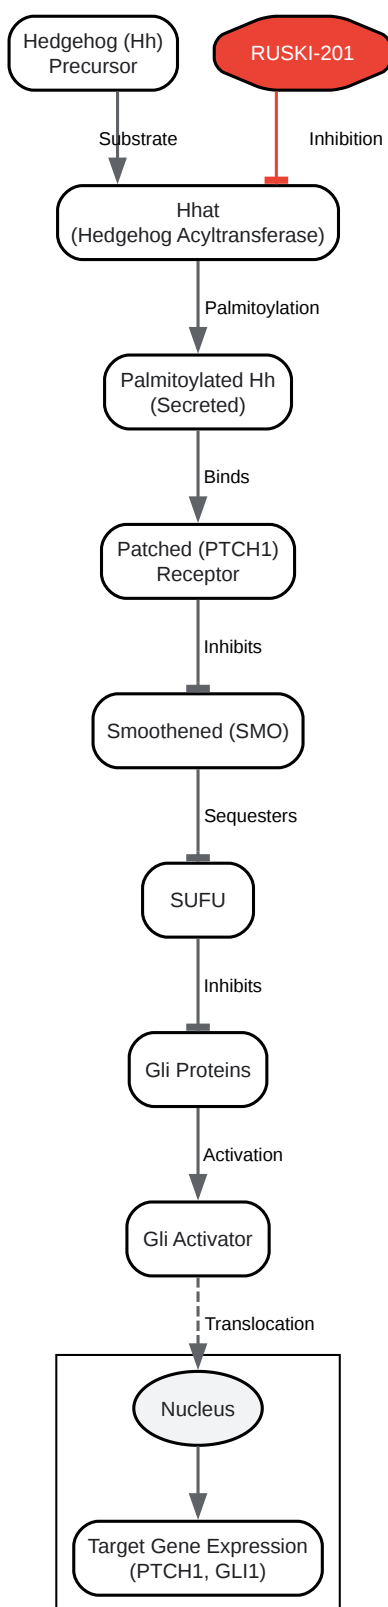 Hedgehog (Hh)
Precursor
RUSKI-201
Substrate
Inhibition
Hhat
(Hedgehog Acyltransferase)
Palmitoylation
Palmitoylated Hh
(Secreted)
Binds
Patched (PTCH1)
Receptor
Inhibits
Smoothened (SMO)
Sequesters
SUFU
Inhibits
Gli Proteins
Activation
Gli Activator
Translocation
Nucleus
Target Gene Expression
(PTCH1, GLI1)